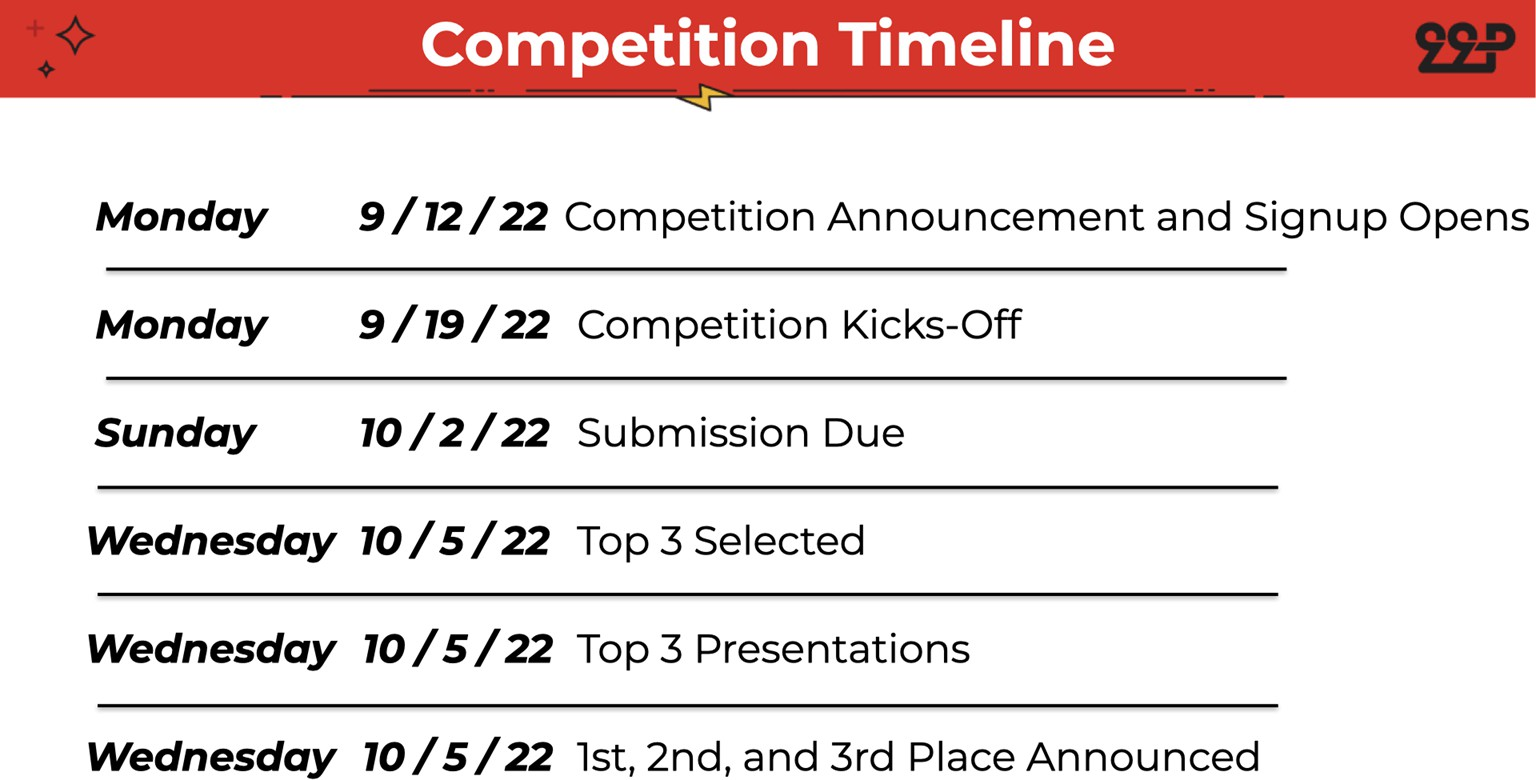 Competition Timeline
99P
Monday 9 / 12 / 22 Competition Announcement and Signup Opens
Monday 9 / 19 / 22 Competition Kicks-Off
Sunday 10 / 2 / 22 Submission Due
Wednesday 10 / 5 / 22 Top 3 Selected
Wednesday 10 / 5 / 22 Top 3 Presentations
Wednesday 10 / 5 / 22 1st, 2nd, and 3rd Place Announced